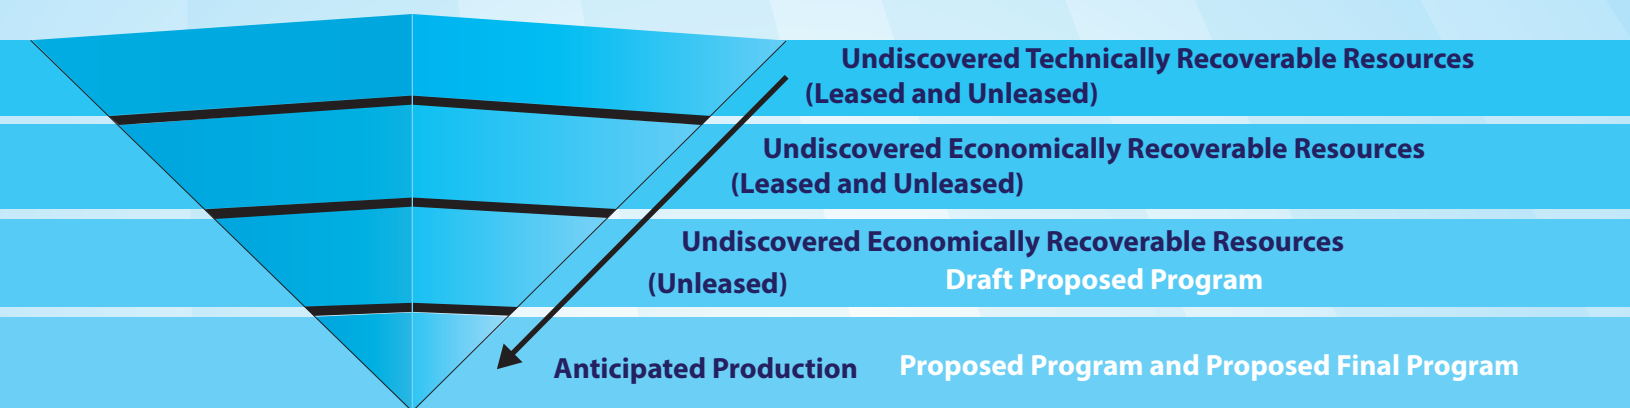 Undiscovered Technically Recoverable Resources
(Leased and Unleased)
Undiscovered Economically Recoverable Resources
(Leased and Unleased)
Undiscovered Economically Recoverable Resources
(Unleased) Draft Proposed Program
Anticipated Production Proposed Program and Proposed Final Program